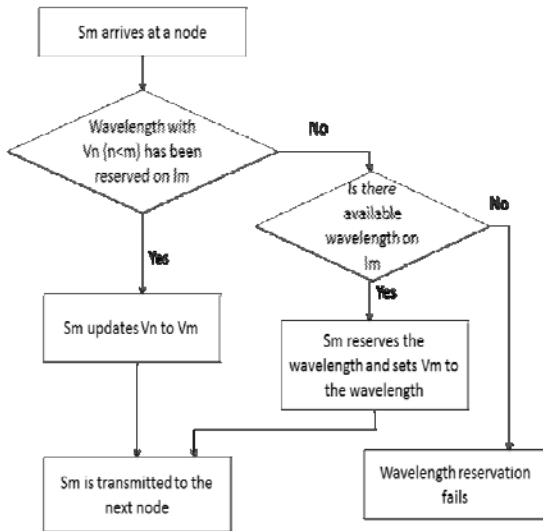 Sm arrives at a node
Wavelength with
Vn (n<m) has been
reserved on lm
No
Is there
available
wavelength on
lm
No
Yes
Yes
Sm updates Vn to Vm
Sm reserves the
wavelength and sets Vm to
the wavelength
Sm is transmitted to the
next node
Wavelength reservation
fails